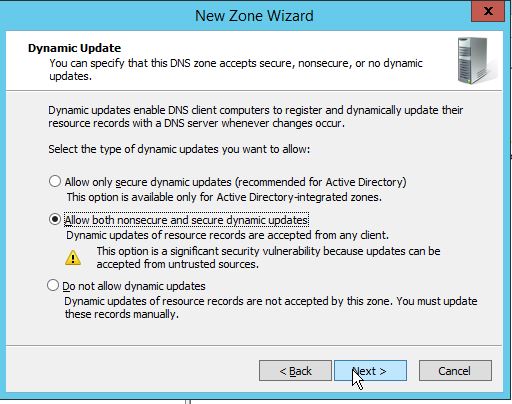 New Zone Wizard
x
Dynamic Update
You can specify that this DNS zone accepts secure, nonsecure, or no dynamic
updates.
Dynamic updates enable DNS client computers to register and dynamically update their
resource records with a DNS server whenever changes occur.
Select the type of dynamic updates you want to allow:
Allow only secure dynamic updates (recommended for Active Directory)
This option is available only for Active Directory-integrated zones.
Allow both nonsecure and secure dynamic updates
Dynamic updates of resource records are accepted from any client.
This option is a significant security vulnerability because updates can be
accepted from untrusted sources.
Do not allow dynamic updates
Dynamic updates of resource records are not accepted by this zone. You must update
these records manually.
< Back
Next >
Cancel